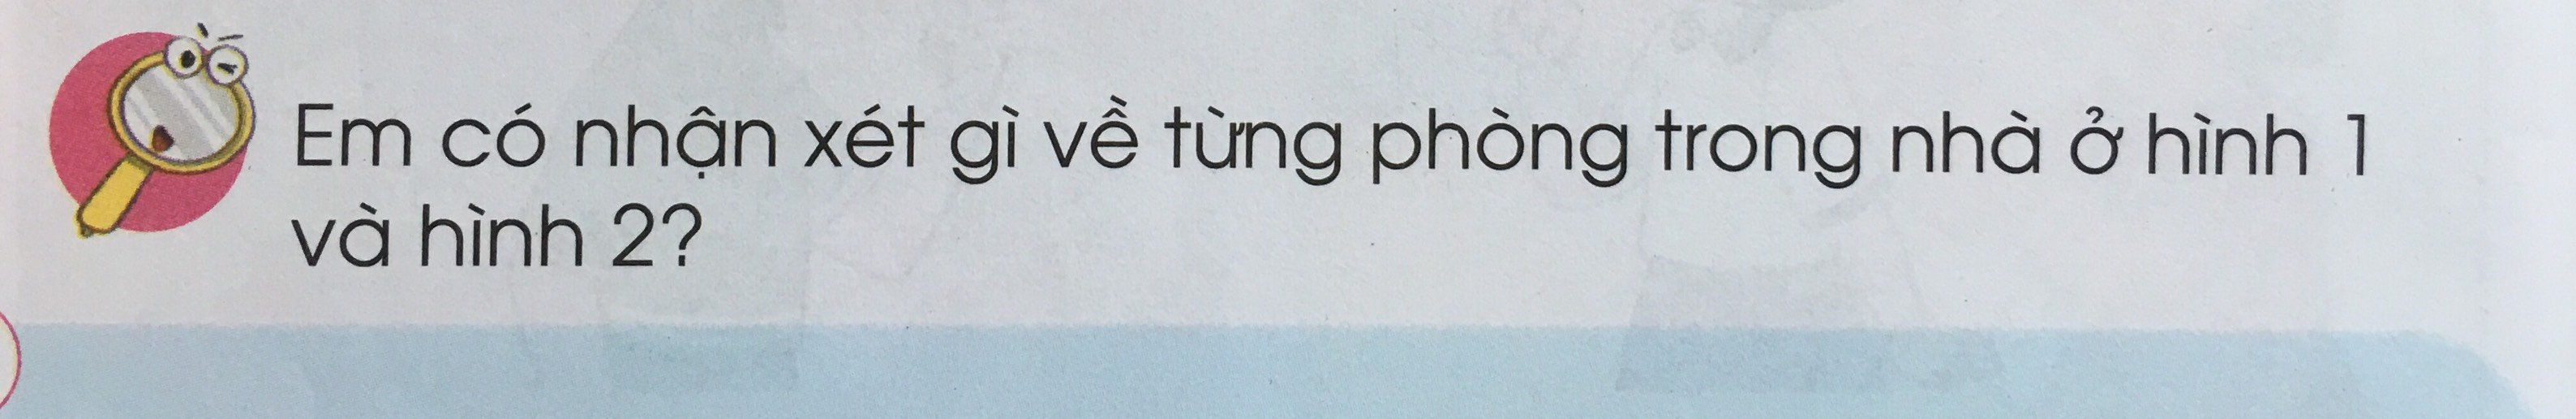 Em có nhận xét gì về từng phòng trong nhà ở hình 1
và hình 2?